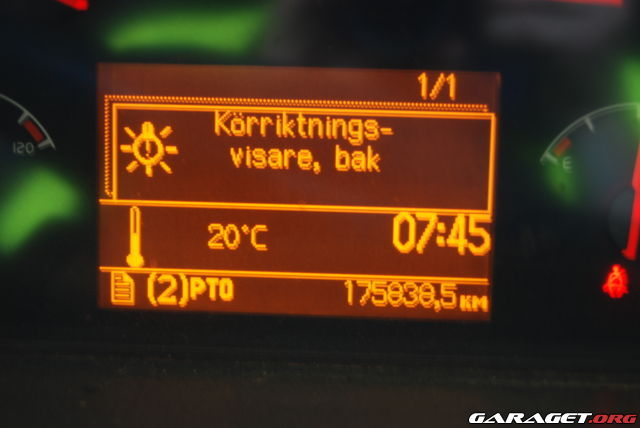 1/1
Körriktnings-
visare, bak
20°C
07:45
(2)PTO
175838,5 KM
120
E
GARAGET.ORG